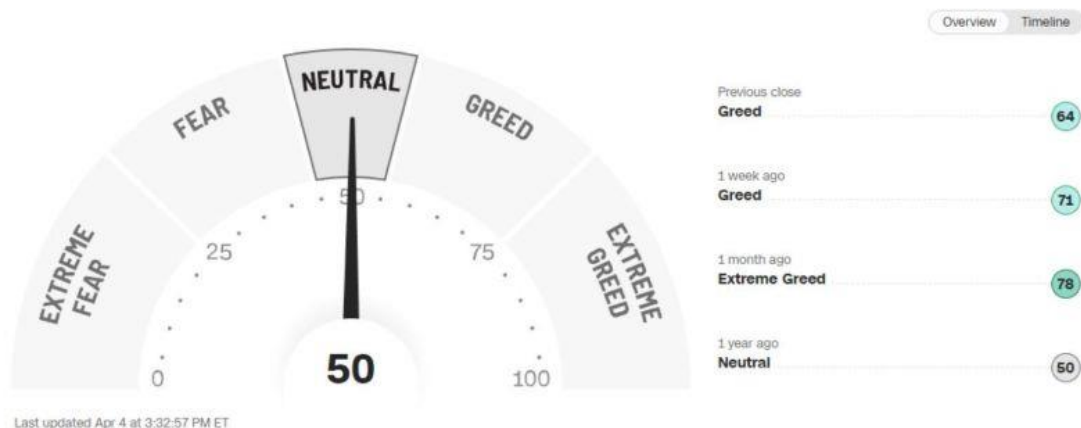 Overview Timeline
NEUTRAL
FEAR
GREED
EXTREME
FEAR
EXTREME
GREED
0
25
50
75
100
50
Last updated Apr 4 at 3:32:57 PM ET
Previous close
Greed 64
1 week ago
Greed 71
1 month ago
Extreme Greed 78
1 year ago
Neutral 50